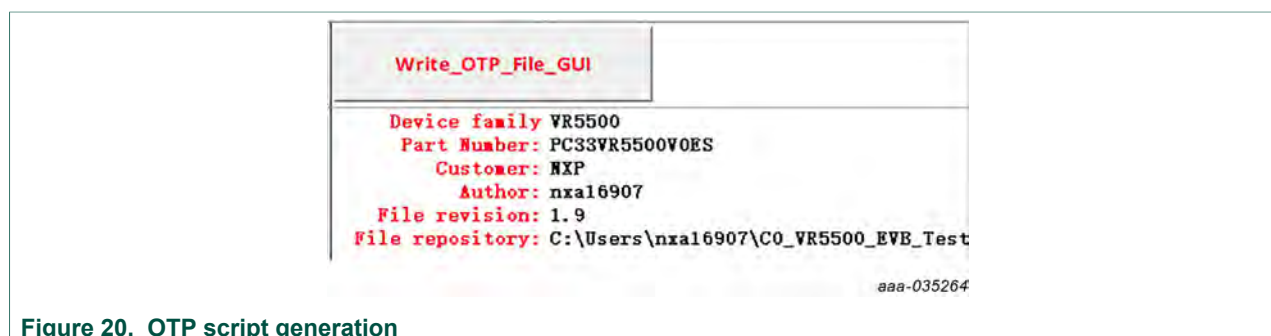 Write_OTP_File_GUI
Device family VR5500
Part Number: PC33VR5500V0ES
Customer: NXP
Author: nxa16907
File revision: 1.9
File repository: C:\Users\nxa16907\C0_VR5500_EVB_Test
aaa-035264
Figure 20. OTP script generation